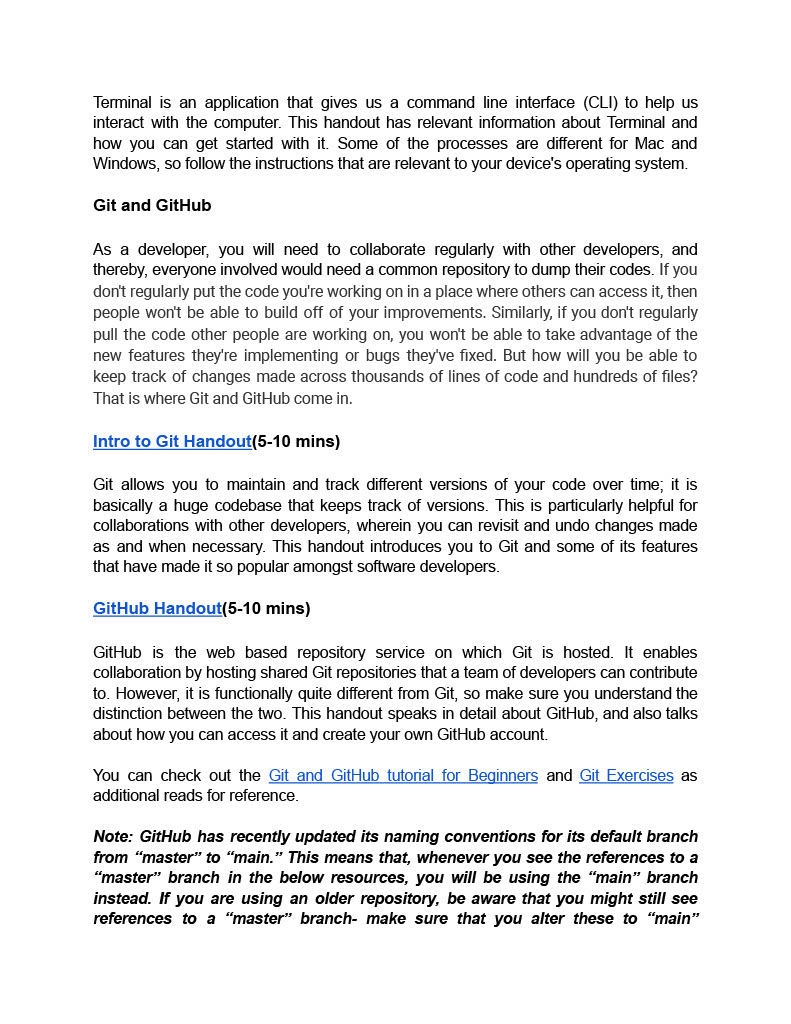 Terminal is an application that gives us a command line interface (CLI) to help us
interact with the computer. This handout has relevant information about Terminal and
how you can get started with it. Some of the processes are different for Mac and
Windows, so follow the instructions that are relevant to your device's operating system.
Git and GitHub
As a developer, you will need to collaborate regularly with other developers, and
thereby, everyone involved would need a common repository to dump their codes. If you
don't regularly put the code you're working on in a place where others can access it, then
people won't be able to build off of your improvements. Similarly, if you don't regularly
pull the code other people are working on, you won't be able to take advantage of the
new features they're implementing or bugs they've fixed. But how will you be able to
keep track of changes made across thousands of lines of code and hundreds of files?
That is where Git and GitHub come in.
Intro to Git Handout(5-10 mins)
Git allows you to maintain and track different versions of your code over time; it is
basically a huge codebase that keeps track of versions. This is particularly helpful for
collaborations with other developers, wherein you can revisit and undo changes made
as and when necessary. This handout introduces you to Git and some of its features
that have made it so popular amongst software developers.
GitHub Handout(5-10 mins)
GitHub is the web based repository service on which Git is hosted. It enables
collaboration by hosting shared Git repositories that a team of developers can contribute
to. However, it is functionally quite different from Git, so make sure you understand the
distinction between the two. This handout speaks in detail about GitHub, and also talks
about how you can access it and create your own GitHub account.
You can check out the Git and GitHub tutorial for Beginners and Git Exercises as
additional reads for reference.
Note: GitHub has recently updated its naming conventions for its default branch
from “master” to “main.” This means that, whenever you see the references to a
“master” branch in the below resources, you will be using the “main” branch
instead. If you are using an older repository, be aware that you might still see
references to a “master” branch- make sure that you alter these to “main”